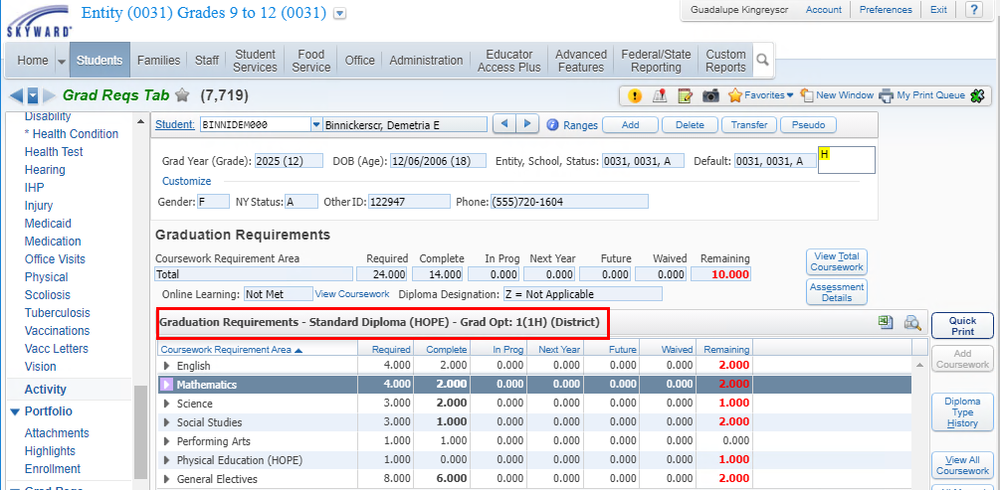 Entity (0031) Grades 9 to 12 (0031)
Guadalupe Kingreyscr Account Preferences Exit ?
SKYWARD
Home Students Families Staff Student Services Food Service Office Administration Educator Access Plus Advanced Features Federal/State Reporting Custom Reports
Grad Reqs Tab (7,719)
Favorites New Window My Print Queue
Disability
* Health Condition
Health Test
Hearing
IHP
Injury
Medicaid
Medication
Office Visits
Physical
Scoliosis
Tuberculosis
Vaccinations
Vacc Letters
Vision
Activity
Portfolio
Attachments
Highlights
Enrollment
Student: BINNIDEM000 Binnickerscr, Demetria E Ranges Add Delete Transfer Pseudo
Grad Year (Grade): 2025 (12) DOB (Age): 12/06/2006 (18) Entity, School, Status: 0031, 0031, A Default: 0031, 0031, A H
Customize
Gender: F NY Status: A Other ID: 122947 Phone: (555)720-1604
Graduation Requirements
Coursework Requirement Area Required Complete In Prog Next Year Future Waived Remaining
Total 24.000 14.000 0.000 0.000 0.000 0.000 10.000
View Total Coursework
Online Learning: Not Met View Coursework Diploma Designation: Z = Not Applicable
Assessment Details
Graduation Requirements - Standard Diploma (HOPE) - Grad Opt: 1(1H) (District)
Coursework Requirement Area Required Complete In Prog Next Year Future Waived Remaining
English 4.000 2.000 0.000 0.000 0.000 0.000 2.000
Mathematics 4.000 2.000 0.000 0.000 0.000 0.000 2.000
Science 3.000 2.000 0.000 0.000 0.000 0.000 1.000
Social Studies 3.000 1.000 0.000 0.000 0.000 0.000 2.000
Performing Arts 1.000 1.000 0.000 0.000 0.000 0.000 0.000
Physical Education (HOPE) 1.000 0.000 0.000 0.000 0.000 0.000 1.000
General Electives 8.000 6.000 0.000 0.000 0.000 0.000 2.000
Quick Print
Add Coursework
Diploma Type History
View All Coursework